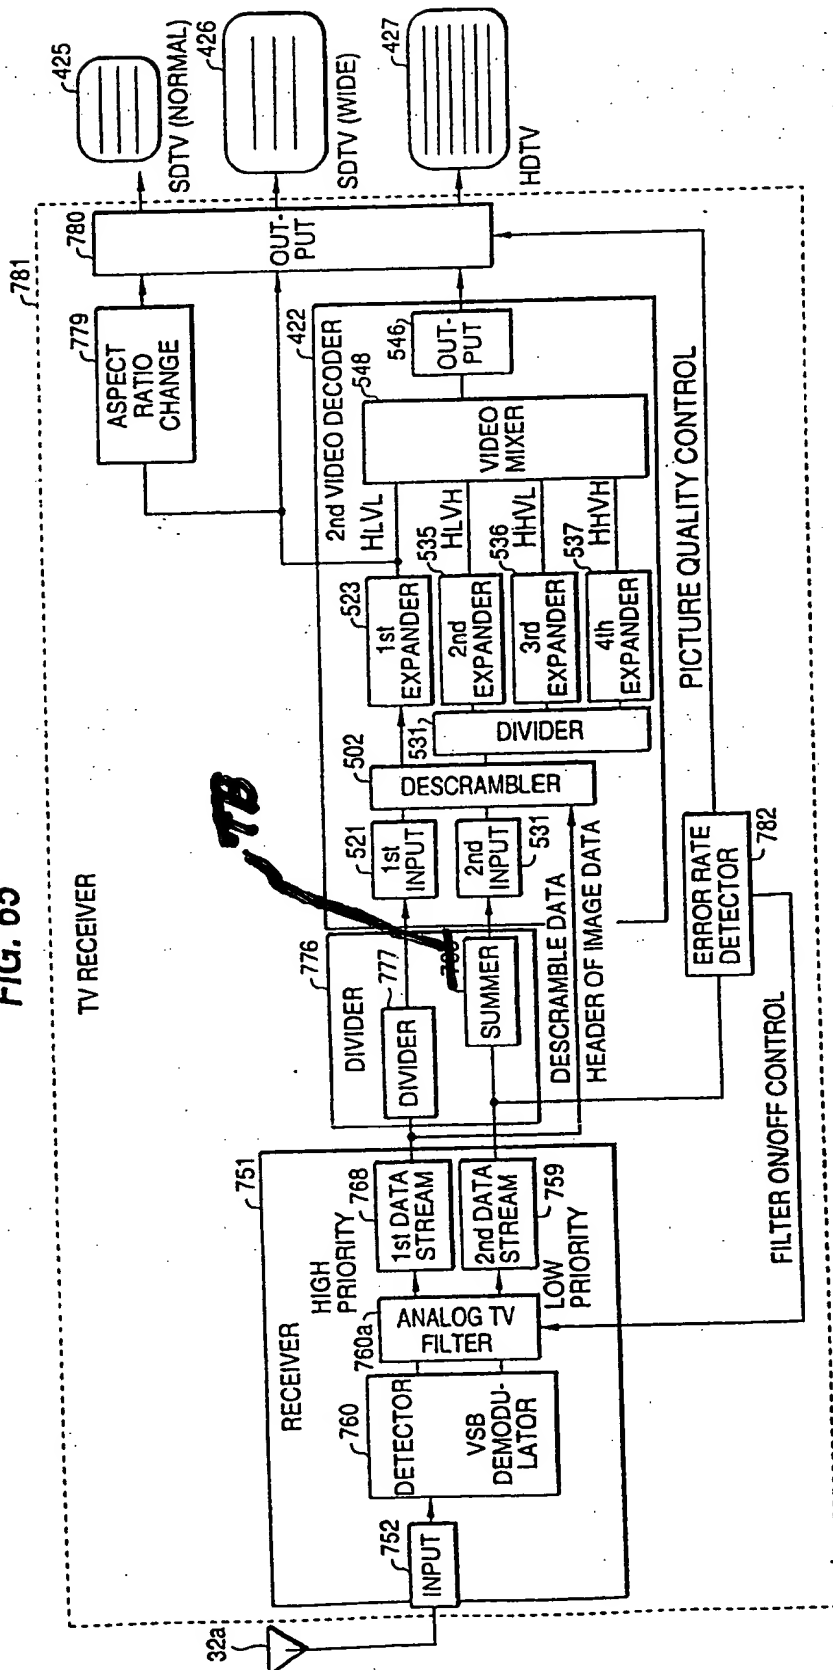 FIG. 65
TV RECEIVER
781
32a
752
INPUT
751
RECEIVER
760
DETECTOR
VSB
DEMODU-
LATOR
760a
ANALOG TV
FILTER
HIGH
PRIORITY
768
1st DATA
STREAM
2nd DATA
STREAM
759
LOW
PRIORITY
776
DIVIDER
777
DIVIDER
SUMMER
TB
DESCRAMBLE DATA
HEADER OF IMAGE DATA
2nd VIDEO DECODER
422
521
1st
INPUT
2nd
INPUT
531
502
DESCRAMBLER
531
DIVIDER
523
1st
EXPANDER
535
2nd
EXPANDER
536
3rd
EXPANDER
537
4th
EXPANDER
HLVL
HLVH
HHVL
HHVH
548
VIDEO
MIXER
546
OUT-
PUT
779
ASPECT
RATIO
CHANGE
780
OUT-
PUT
425
SDTV (NORMAL)
426
SDTV (WIDE)
427
HDTV
ERROR RATE
DETECTOR
782
PICTURE QUALITY CONTROL
FILTER ON/OFF CONTROL